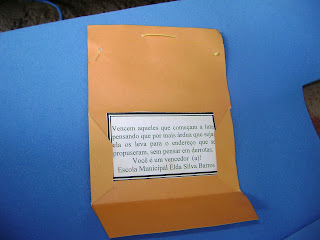 Vencem aqueles que começam a luta
pensando que por mais árdua que seja
ela os leva para o endereço que se
propuseram, sem pensar em derrotas.
Você é um vencedor (a)!
Escola Municipal Elda Silva Barros